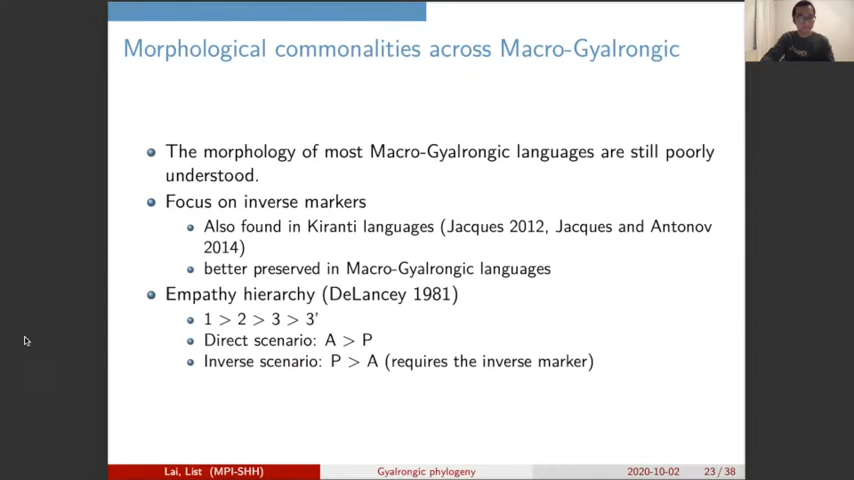 Morphological commonalities across Macro-Gyalrongic
The morphology of most Macro-Gyalrongic languages are still poorly
understood.
Focus on inverse markers
Also found in Kiranti languages (Jacques 2012, Jacques and Antonov
2014)
better preserved in Macro-Gyalrongic languages
Empathy hierarchy (DeLancey 1981)
1 > 2 > 3 > 3'
Direct scenario: A > P
Inverse scenario: P > A (requires the inverse marker)
Lai, List (MPI-SHH) Gyalrongic phylogeny 2020-10-02 23 / 38